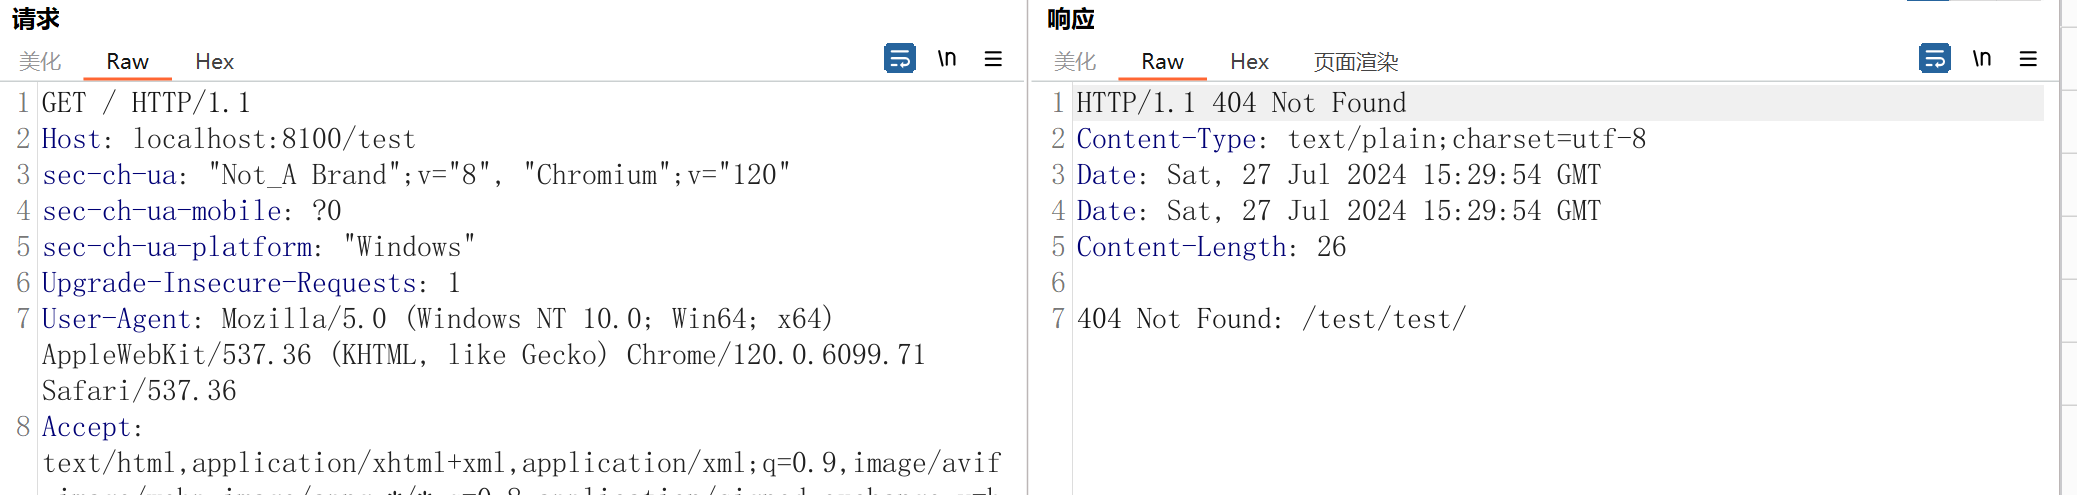 请求
美化 Raw Hex \n
1 GET / HTTP/1.1
2 Host: localhost:8100/test
3 sec-ch-ua: "Not_A Brand";v="8", "Chromium";v="120"
4 sec-ch-ua-mobile: ?0
5 sec-ch-ua-platform: "Windows"
6 Upgrade-Insecure-Requests: 1
7 User-Agent: Mozilla/5.0 (Windows NT 10.0; Win64; x64)
AppleWebKit/537.36 (KHTML, like Gecko) Chrome/120.0.6099.71
Safari/537.36
8 Accept:
text/html,application/xhtml+xml,application/xml;q=0.9,image/avif
响应
美化 Raw Hex 页面渲染 \n
1 HTTP/1.1 404 Not Found
2 Content-Type: text/plain;charset=utf-8
3 Date: Sat, 27 Jul 2024 15:29:54 GMT
4 Date: Sat, 27 Jul 2024 15:29:54 GMT
5 Content-Length: 26
6
7 404 Not Found: /test/test/